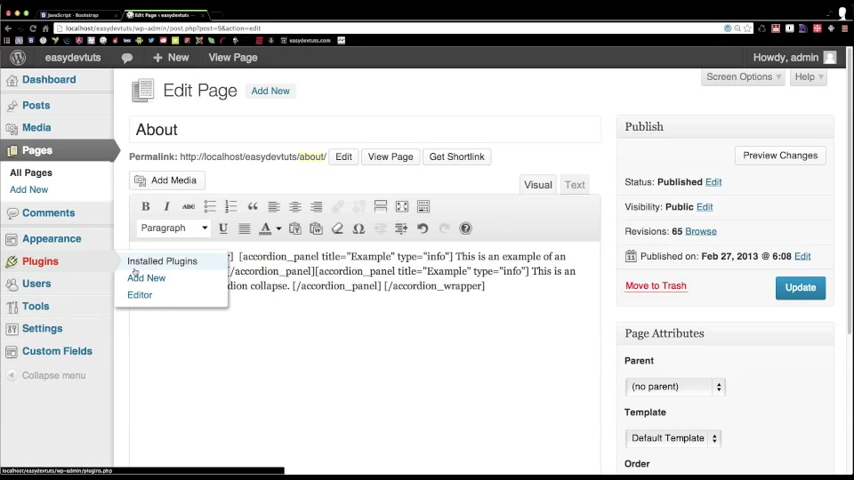 JavaScript · Bootstrap
Edit Page ‹ easydevtuts —
localhost/easydevtuts/wp-admin/post.php?post=9&action=edit
easydevtuts.com
easydevtuts
+ New
View Page
Howdy, admin
Dashboard
Posts
Media
Pages
All Pages
Add New
Comments
Appearance
Plugins
Installed Plugins
Add New
Editor
Users
Tools
Settings
Custom Fields
Collapse menu
Screen Options
Help
Edit Page
Add New
About
Permalink: http://localhost/easydevtuts/about/
Edit
View Page
Get Shortlink
Add Media
Visual
Text
B I ABC
Paragraph
U A
] [accordion_panel title="Example" type="info"] This is an example of an
[/accordion_panel][accordion_panel title="Example" type="info"] This is an
on collapse. [/accordion_panel] [/accordion_wrapper]
Publish
Preview Changes
Status: Published Edit
Visibility: Public Edit
Revisions: 65 Browse
Published on: Feb 27, 2013 @ 6:08 Edit
Move to Trash
Update
Page Attributes
Parent
(no parent)
Template
Default Template
Order
localhost/easydevtuts/wp-admin/plugins.php